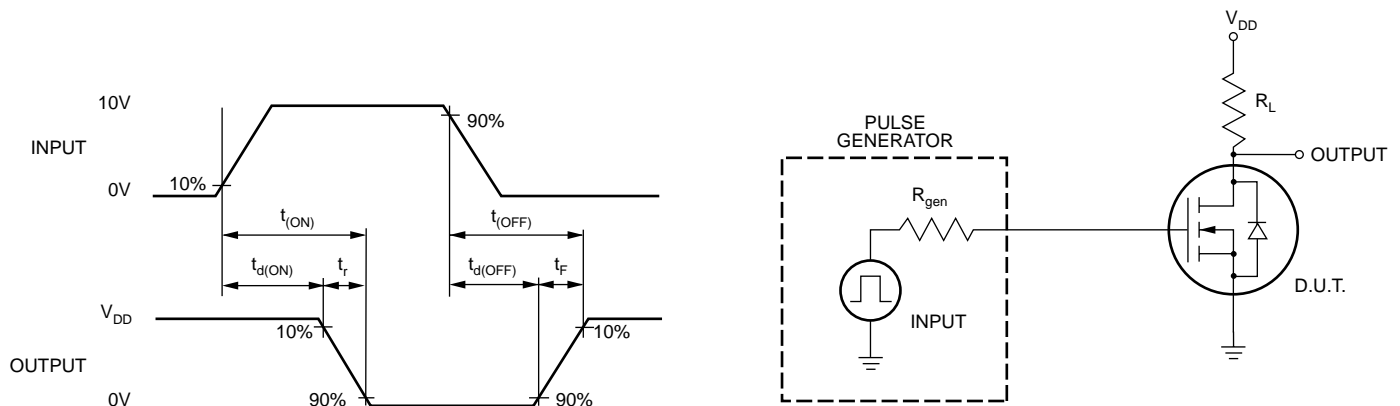 10V
INPUT
0V
10%
90%
t(ON)
t(OFF)
td(ON)
tr
td(OFF)
tF
VDD
OUTPUT
0V
10%
90%
90%
10%
VDD
RL
OUTPUT
PULSE
GENERATOR
Rgen
INPUT
D.U.T.